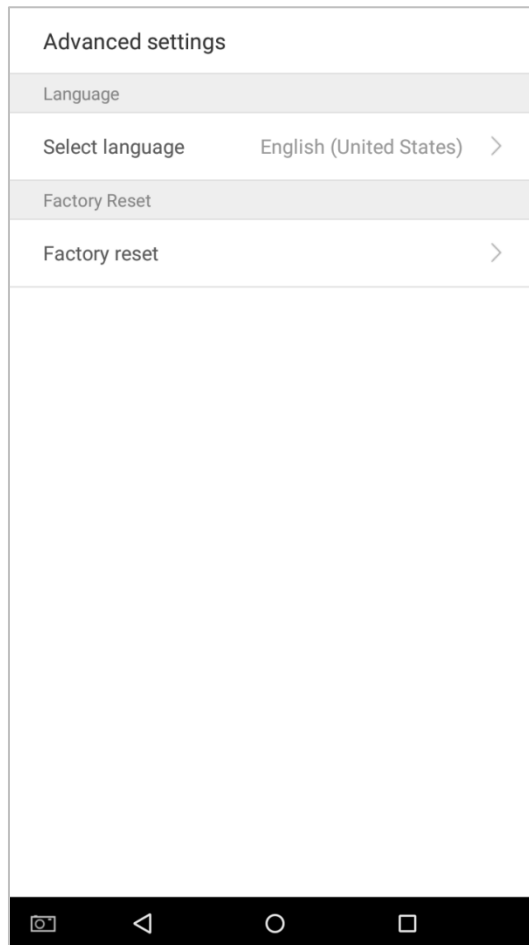 Advanced settings
Language
Select language English (United States)
Factory Reset
Factory reset